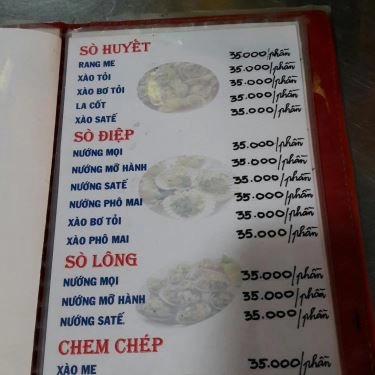 SÒ HUYẾT
RANG ME 35.000/phần
XÀO TỎI 35.000/phần
XÀO BƠ TỎI 35.000/phần
LA CỐT 35.000/phần
XÀO SATẾ 35.000/phần
SÒ ĐIỆP
NƯỚNG MỌI 35.000/phần
NƯỚNG MỠ HÀNH 35.000/phần
NƯỚNG SATẾ 35.000/phần
NƯỚNG PHÔ MAI 35.000/phần
XÀO BƠ TỎI 35.000/phần
XÀO PHÔ MAI 35.000/phần
SÒ LÔNG
NƯỚNG MỌI 35.000/phần
NƯỚNG MỠ HÀNH 35.000/phần
NƯỚNG SATẾ. 35.000/phần
CHEM CHÉP
XÀO ME 35.000/phần